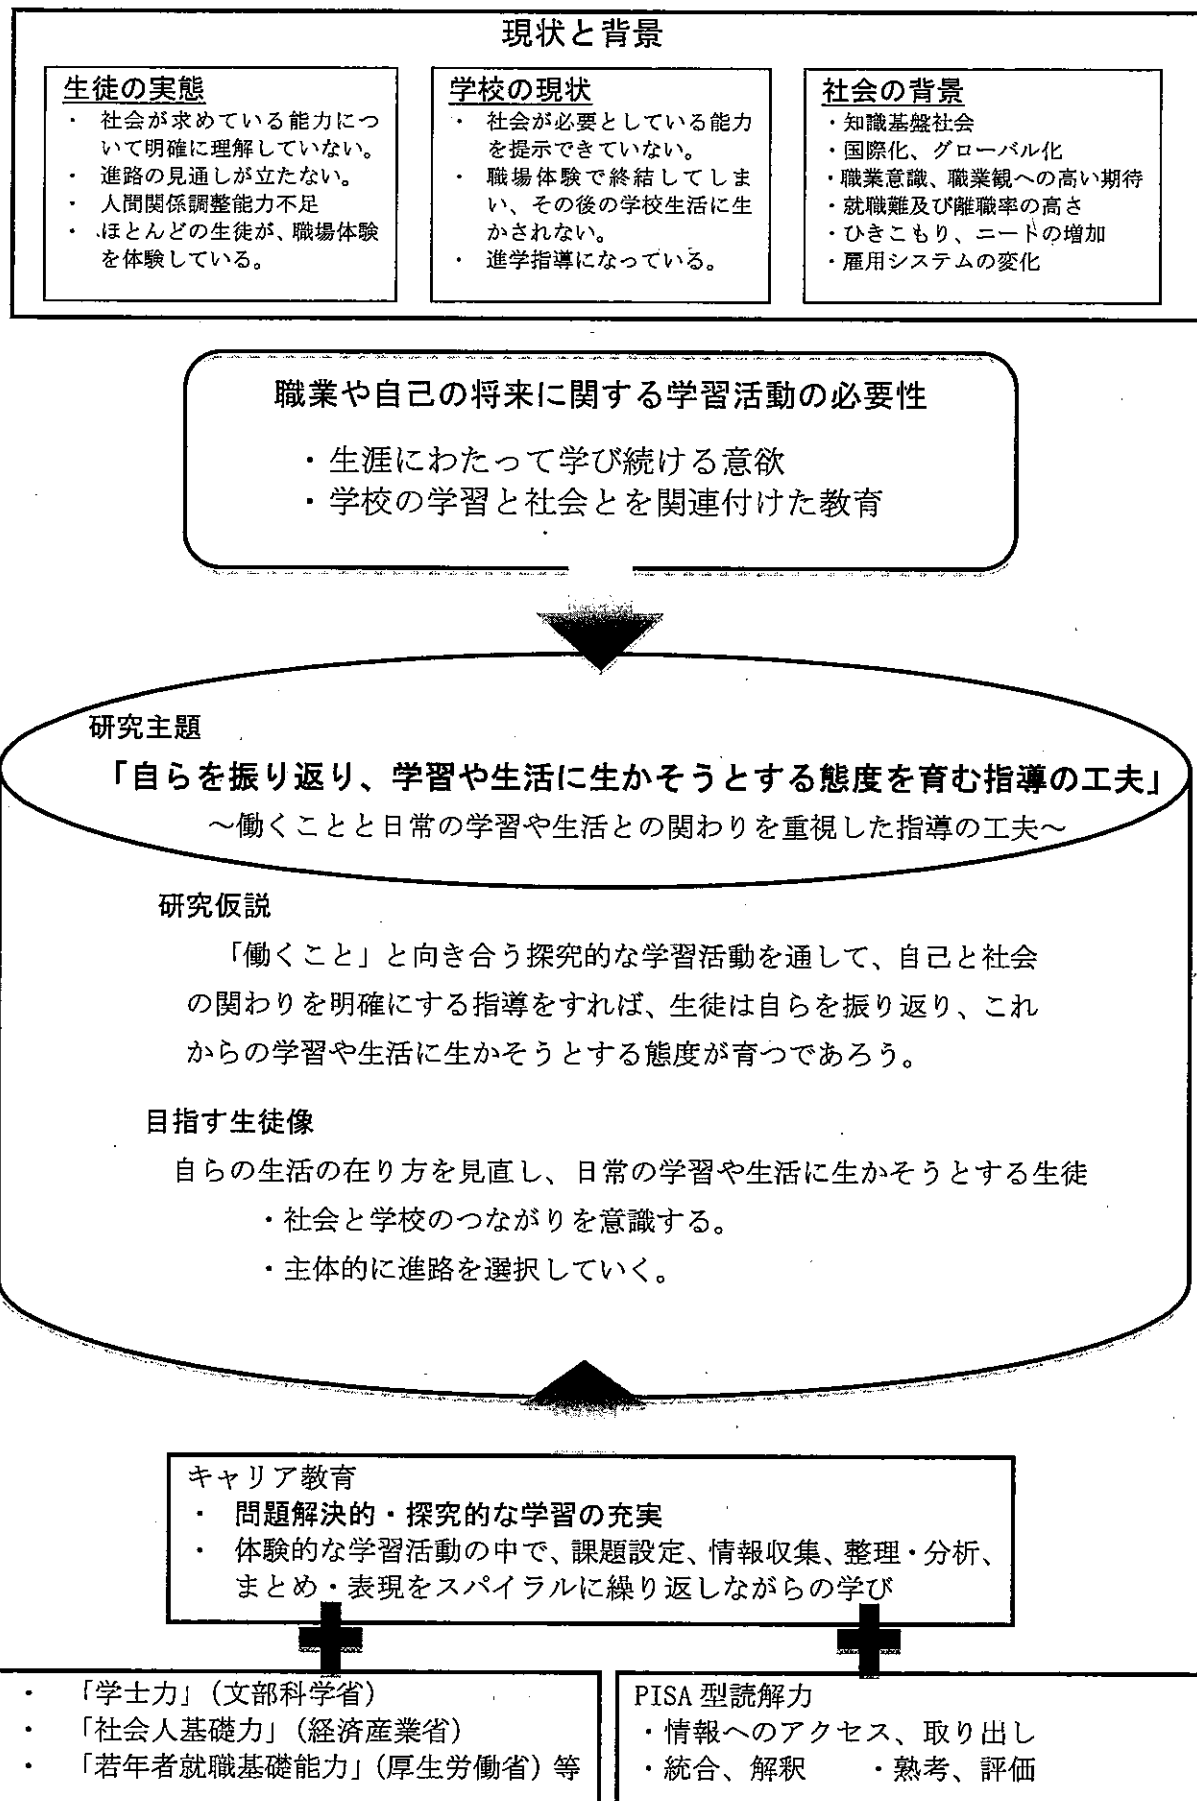 現状と背景
生徒の実態
・ 社会が求めている能力につ
いて明確に理解していない。
・ 進路の見通しが立たない。
・ 人間関係調整能力不足
・ ほとんどの生徒が、職場体験
を体験している。
学校の現状
・ 社会が必要としている能力
を提示できていない。
・ 職場体験で終結してしま
い、その後の学校生活に生
かされない。
・ 進学指導になっている。
社会の背景
・知識基盤社会
・国際化、グローバル化
・職業意識、職業観への高い期待
・就職難及び離職率の高さ
・ひきこもり、ニートの増加
・雇用システムの変化
職業や自己の将来に関する学習活動の必要性
・生涯にわたって学び続ける意欲
・学校の学習と社会とを関連付けた教育
研究主題
「自らを振り返り、学習や生活に生かそうとする態度を育む指導の工夫」
～働くことと日常の学習や生活との関わりを重視した指導の工夫～
研究仮説
「働くこと」と向き合う探究的な学習活動を通して、自己と社会
の関わりを明確にする指導をすれば、生徒は自らを振り返り、これ
からの学習や生活に生かそうとする態度が育つであろう。
目指す生徒像
自らの生活の在り方を見直し、日常の学習や生活に生かそうとする生徒
・社会と学校のつながりを意識する。
・主体的に進路を選択していく。
キャリア教育
・ 問題解決的・探究的な学習の充実
・ 体験的な学習活動の中で、課題設定、情報収集、整理・分析、
まとめ・表現をスパイラルに繰り返しながらの学び
・ 「学士力」（文部科学省）
・ 「社会人基礎力」（経済産業省）
・ 「若年者就職基礎能力」（厚生労働省）等
PISA 型読解力
・情報へのアクセス、取り出し
・統合、解釈 ・熟考、評価